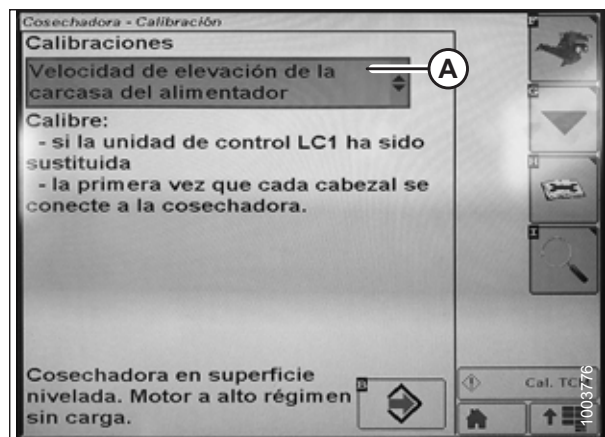 Cosechadora - Calibración
Calibraciones
Velocidad de elevación de la
carcasa del alimentador
A
Calibre:
- si la unidad de control LC1 ha sido
sustituida
- la primera vez que cada cabezal se
conecte a la cosechadora.
Cosechadora en superficie
nivelada. Motor a alto régimen
sin carga.
B
F
G
I
Cal.
1003776